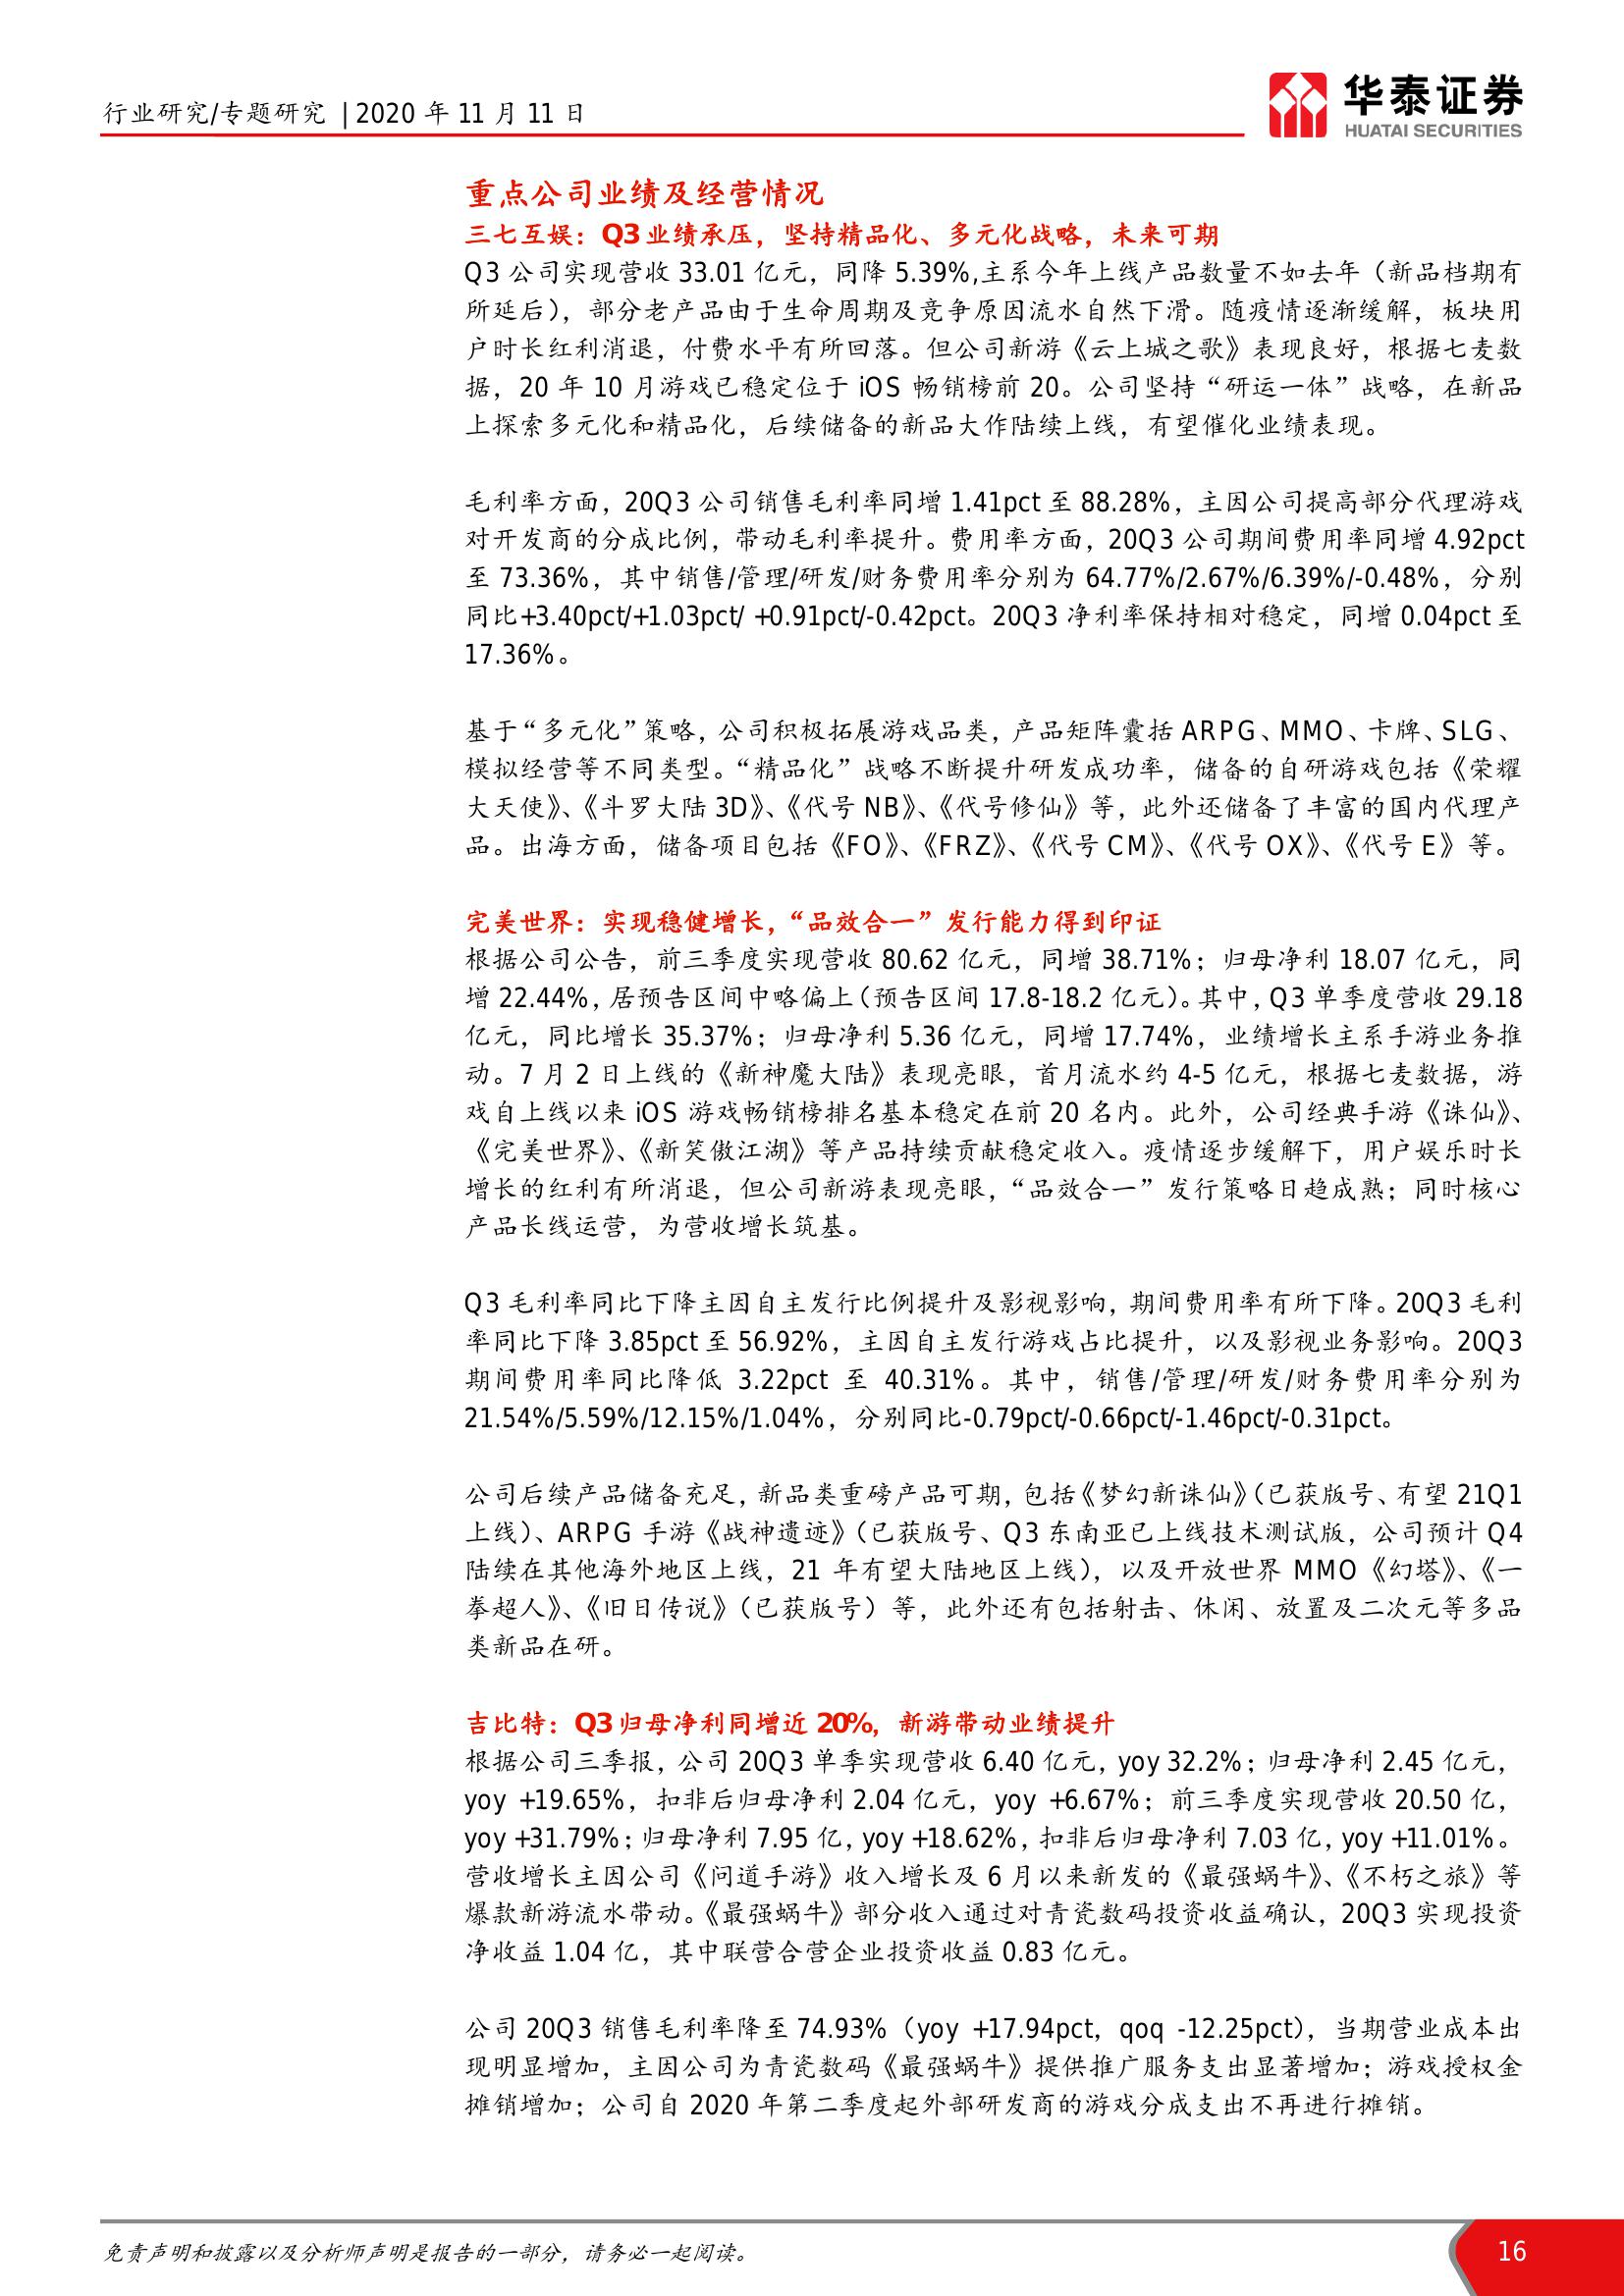 行业研究/专题研究 | 2020 年 11 月 11 日
华泰证券
HUATAI SECURITIES
重点公司业绩及经营情况
三七互娱：Q3 业绩承压，坚持精品化、多元化战略，未来可期
Q3 公司实现营收 33.01 亿元，同降 5.39%,主系今年上线产品数量不如去年（新品档期有
所延后），部分老产品由于生命周期及竞争原因流水自然下滑。随疫情逐渐缓解，板块用
户时长红利消退，付费水平有所回落。但公司新游《云上城之歌》表现良好，根据七麦数
据，20 年 10 月游戏已稳定位于 iOS 畅销榜前 20。公司坚持“研运一体”战略，在新品
上探索多元化和精品化，后续储备的新品大作陆续上线，有望催化业绩表现。
毛利率方面，20Q3 公司销售毛利率同增 1.41pct 至 88.28%，主因公司提高部分代理游戏
对开发商的分成比例，带动毛利率提升。费用率方面，20Q3 公司期间费用率同增 4.92pct
至 73.36%，其中销售/管理/研发/财务费用率分别为 64.77%/2.67%/6.39%/-0.48%，分别
同比+3.40pct/+1.03pct/ +0.91pct/-0.42pct。20Q3 净利率保持相对稳定，同增 0.04pct 至
17.36%。
基于“多元化”策略，公司积极拓展游戏品类，产品矩阵囊括 ARPG、MMO、卡牌、SLG、
模拟经营等不同类型。“精品化”战略不断提升研发成功率，储备的自研游戏包括《荣耀
大天使》、《斗罗大陆 3D》、《代号 NB》、《代号修仙》等，此外还储备了丰富的国内代理产
品。出海方面，储备项目包括《FO》、《FRZ》、《代号 CM》、《代号 OX》、《代号 E》等。
完美世界：实现稳健增长，“品效合一”发行能力得到印证
根据公司公告，前三季度实现营收 80.62 亿元，同增 38.71%；归母净利 18.07 亿元，同
增 22.44%，居预告区间中略偏上（预告区间 17.8-18.2 亿元）。其中，Q3 单季度营收 29.18
亿元，同比增长 35.37%；归母净利 5.36 亿元，同增 17.74%，业绩增长主系手游业务推
动。7 月 2 日上线的《新神魔大陆》表现亮眼，首月流水约 4-5 亿元，根据七麦数据，游
戏自上线以来 iOS 游戏畅销榜排名基本稳定在前 20 名内。此外，公司经典手游《诛仙》、
《完美世界》、《新笑傲江湖》等产品持续贡献稳定收入。疫情逐步缓解下，用户娱乐时长
增长的红利有所消退，但公司新游表现亮眼，“品效合一”发行策略日趋成熟；同时核心
产品长线运营，为营收增长筑基。
Q3 毛利率同比下降主因自主发行比例提升及影视影响，期间费用率有所下降。20Q3 毛利
率同比下降 3.85pct 至 56.92%，主因自主发行游戏占比提升，以及影视业务影响。20Q3
期间费用率同比降低 3.22pct 至 40.31%。其中，销售/管理/研发/财务费用率分别为
21.54%/5.59%/12.15%/1.04%，分别同比-0.79pct/-0.66pct/-1.46pct/-0.31pct。
公司后续产品储备充足，新品类重磅产品可期，包括《梦幻新诛仙》（已获版号、有望 21Q1
上线）、ARPG 手游《战神遗迹》（已获版号、Q3 东南亚已上线技术测试版，公司预计 Q4
陆续在其他海外地区上线，21 年有望大陆地区上线），以及开放世界 MMO《幻塔》、《一
拳超人》、《旧日传说》（已获版号）等，此外还有包括射击、休闲、放置及二次元等多品
类新品在研。
吉比特：Q3 归母净利同增近 20%，新游带动业绩提升
根据公司三季报，公司 20Q3 单季实现营收 6.40 亿元，yoy 32.2%；归母净利 2.45 亿元，
yoy +19.65%，扣非后归母净利 2.04 亿元，yoy +6.67%；前三季度实现营收 20.50 亿，
yoy +31.79%；归母净利 7.95 亿，yoy +18.62%，扣非后归母净利 7.03 亿，yoy +11.01%。
营收增长主因公司《问道手游》收入增长及 6 月以来新发的《最强蜗牛》、《不朽之旅》等
爆款新游流水带动。《最强蜗牛》部分收入通过对青瓷数码投资收益确认，20Q3 实现投资
净收益 1.04 亿，其中联营合营企业投资收益 0.83 亿元。
公司 20Q3 销售毛利率降至 74.93%（yoy +17.94pct，qoq -12.25pct），当期营业成本出
现明显增加，主因公司为青瓷数码《最强蜗牛》提供推广服务支出显著增加；游戏授权金
摊销增加；公司自 2020 年第二季度起外部研发商的游戏分成支出不再进行摊销。
免责声明和披露以及分析师声明是报告的一部分，请务必一起阅读。
16